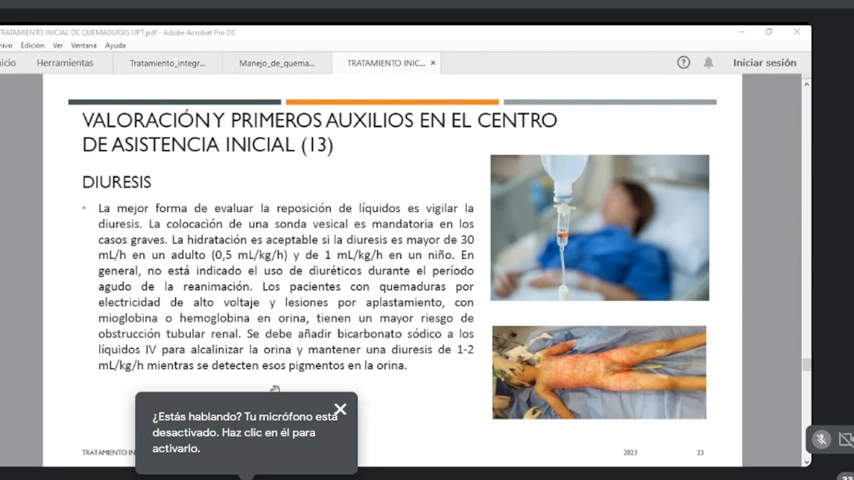 TRATAMIENTO INICIAL DE QUEMADURAS UPT.pdf - Adobe Acrobat Pro DC
Edición Ver Ventana Ayuda
Herramientas Tratamiento_integr... Manejo_de_quema... TRATAMIENTO INIC... × Iniciar sesión
VALORACIÓN Y PRIMEROS AUXILIOS EN EL CENTRO
DE ASISTENCIA INICIAL (13)
DIURESIS
• La mejor forma de evaluar la reposición de líquidos es vigilar la
diuresis. La colocación de una sonda vesical es mandatoria en los
casos graves. La hidratación es aceptable si la diuresis es mayor de 30
mL/h en un adulto (0,5 mL/kg/h) y de 1 mL/kg/h en un niño. En
general, no está indicado el uso de diuréticos durante el período
agudo de la reanimación. Los pacientes con quemaduras por
electricidad de alto voltaje y lesiones por aplastamiento, con
mioglobina o hemoglobina en orina, tienen un mayor riesgo de
obstrucción tubular renal. Se debe añadir bicarbonato sódico a los
líquidos IV para alcalinizar la orina y mantener una diuresis de 1-2
mL/kg/h mientras se detecten esos pigmentos en la orina.
¿Estás hablando? Tu micrófono está
desactivado. Haz clic en él para
activarlo.
TRATAMIENTO IN
2023 23